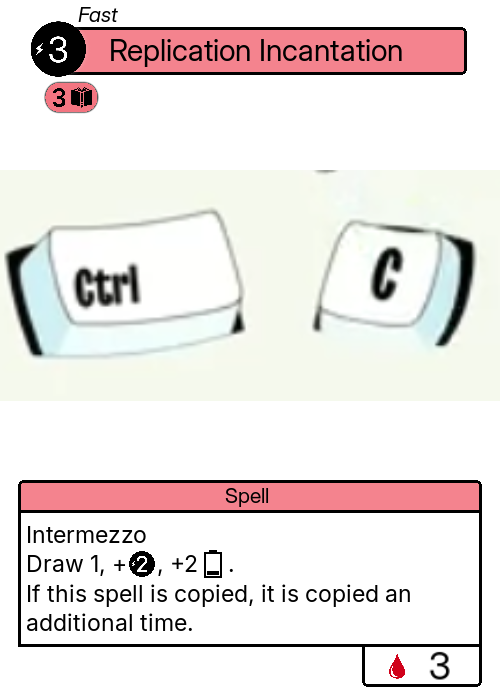 Fast
3 Replication Incantation
3
Ctrl C
Spell
Intermezzo
Draw 1, +2, +2 .
If this spell is copied, it is copied an
additional time.
3